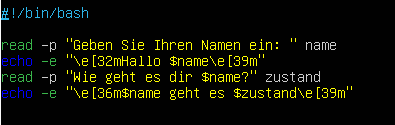 #!/bin/bash
read -p "Geben Sie Ihren Namen ein: " name
echo -e "\e[32mHallo $name\e[39m"
read -p "Wie geht es dir $name?" zustand
echo -e "\e[36m$name geht es $zustand\e[39m"